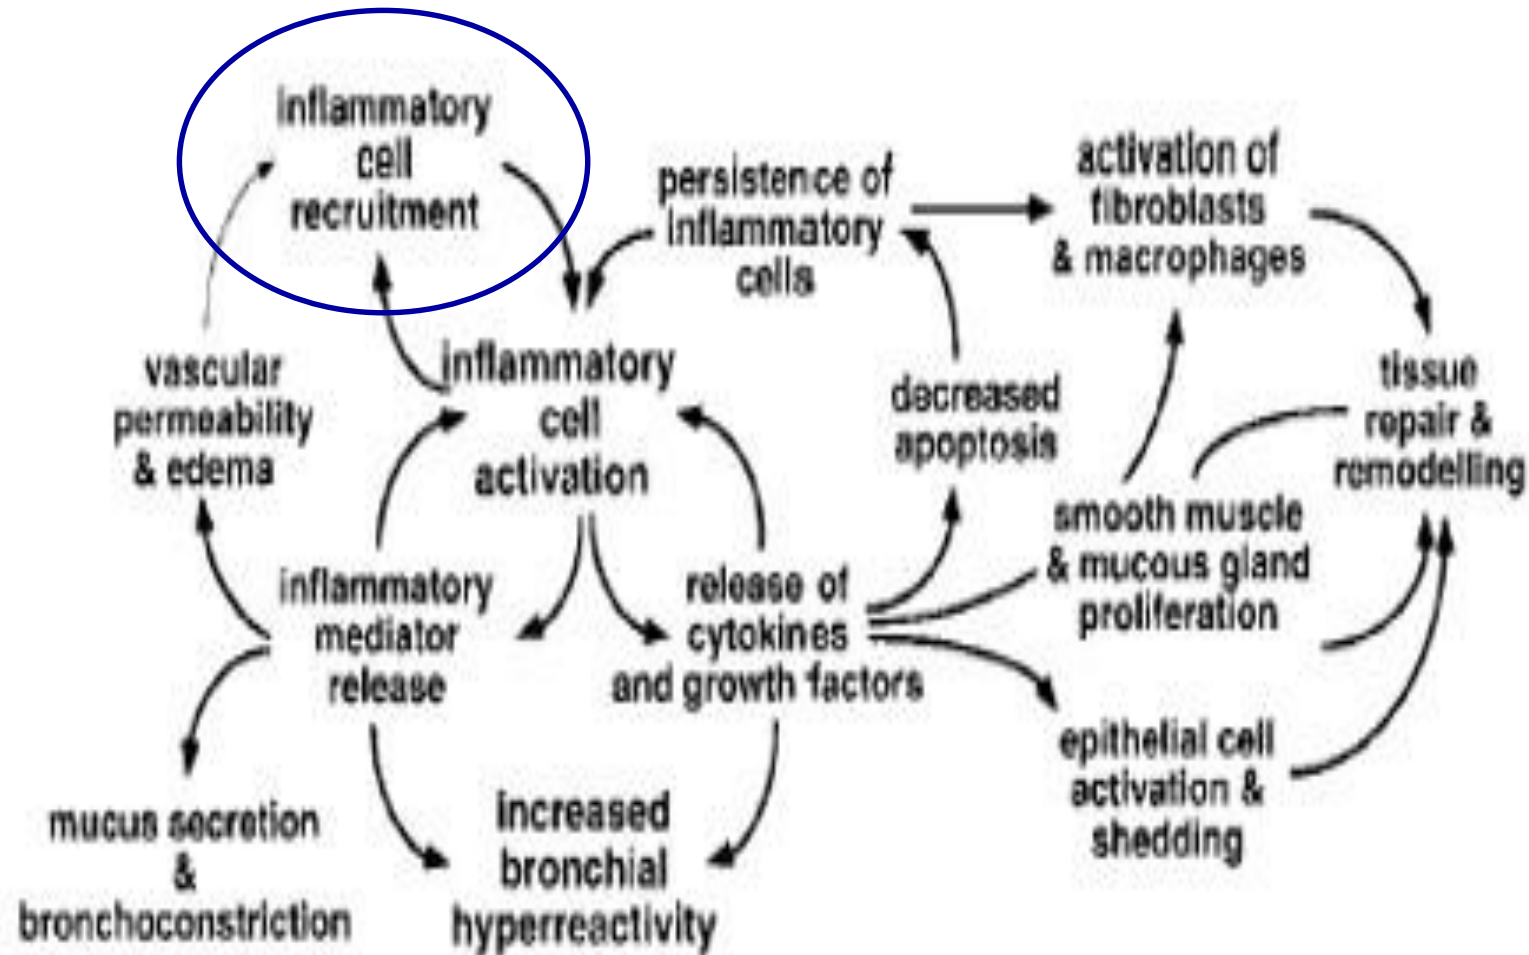 inflammatory
cell
recruitment
persistence of
inflammatory
cells
activation of
fibroblasts
& macrophages
vascular
permeability
& edema
inflammatory
cell
activation
decreased
apoptosis
tissue
repair &
remodelling
inflammatory
mediator
release
release of
cytokines
and growth factors
smooth muscle
& mucous gland
proliferation
epithelial cell
activation &
shedding
mucus secretion
&
bronchoconstriction
increased
bronchial
hyperreactivity